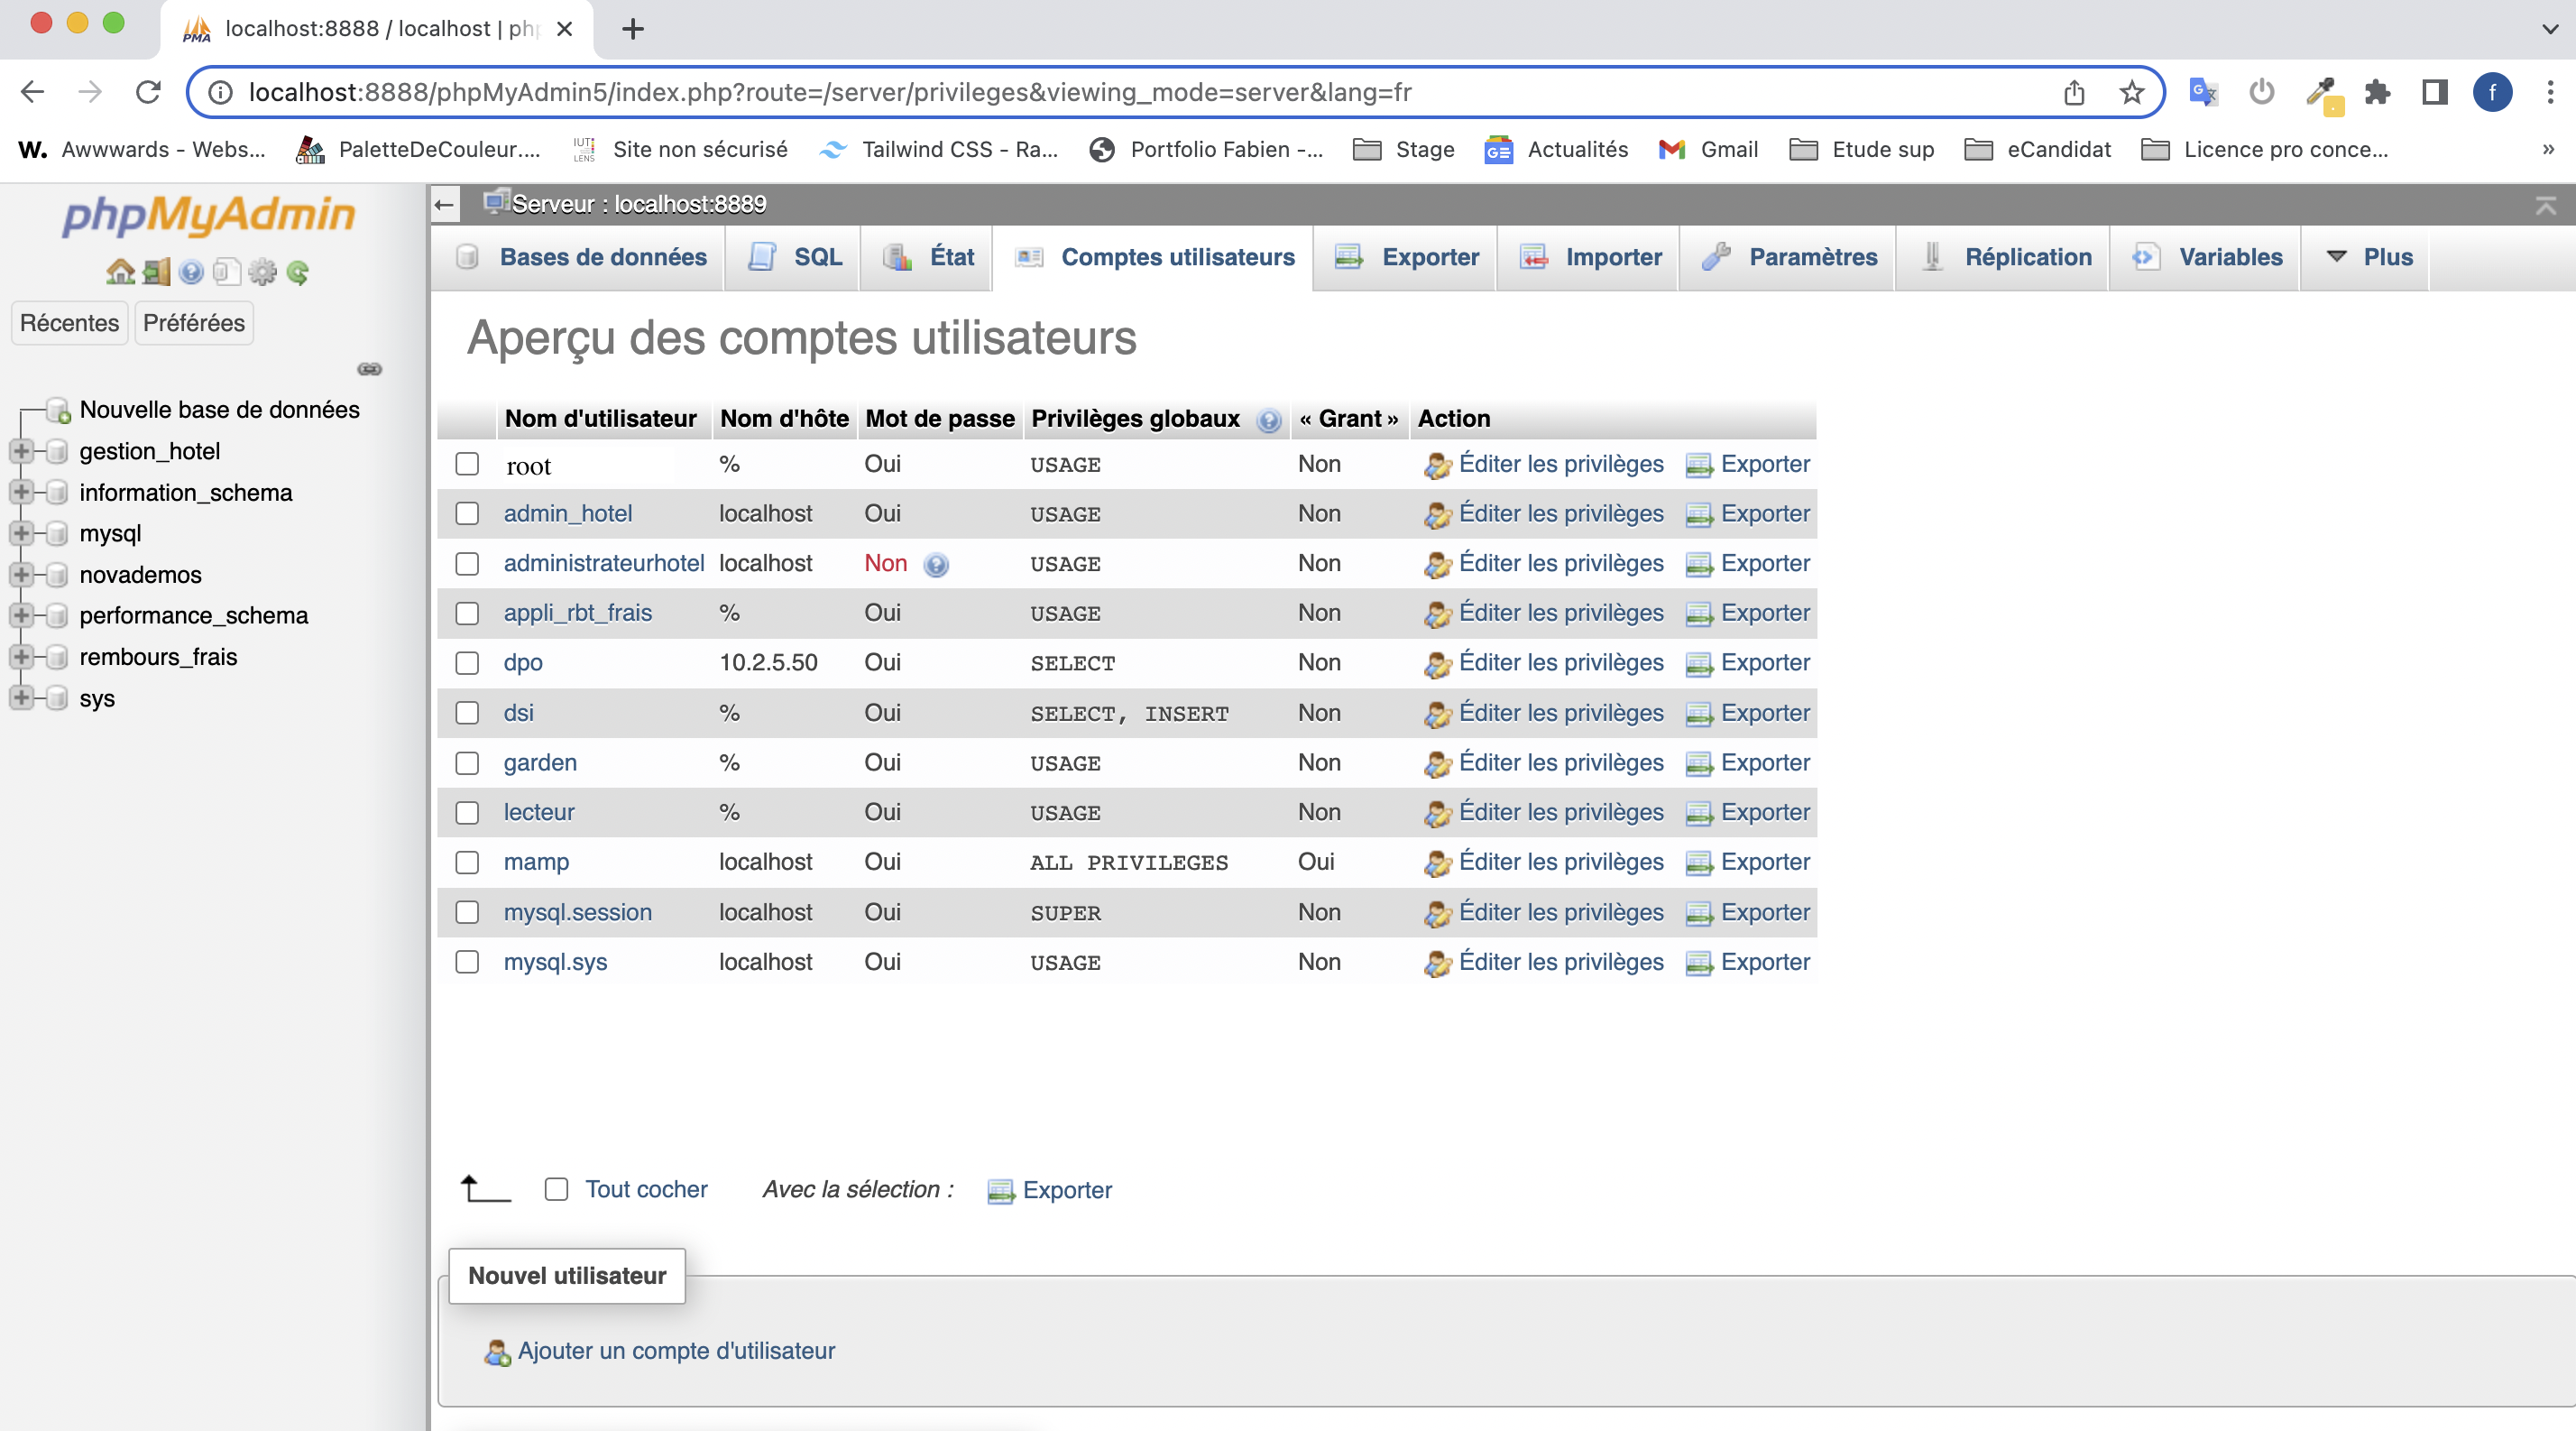 localhost:8888 / localhost | php
localhost:8888/phpMyAdmin5/index.php?route=/server/privileges&viewing_mode=server&lang=fr
f
W. Awwwards - Webs... PaletteDeCouleur.... IUT LENS Site non sécurisé Tailwind CSS - Ra... Portfolio Fabien -... Stage GE Actualités Gmail Etude sup eCandidat Licence pro conce... »
phpMyAdmin
Récentes Préférées
Nouvelle base de données
gestion_hotel
information_schema
mysql
novademos
performance_schema
rembours_frais
sys
Serveur : localhost:8889
Bases de données SQL État Comptes utilisateurs Exporter Importer Paramètres Réplication Variables Plus
Aperçu des comptes utilisateurs
Nom d'utilisateur Nom d'hôte Mot de passe Privilèges globaux « Grant » Action
root % Oui USAGE Non Éditer les privilèges Exporter
admin_hotel localhost Oui USAGE Non Éditer les privilèges Exporter
administrateurhotel localhost Non USAGE Non Éditer les privilèges Exporter
appli_rbt_frais % Oui USAGE Non Éditer les privilèges Exporter
dpo 10.2.5.50 Oui SELECT Non Éditer les privilèges Exporter
dsi % Oui SELECT, INSERT Non Éditer les privilèges Exporter
garden % Oui USAGE Non Éditer les privilèges Exporter
lecteur % Oui USAGE Non Éditer les privilèges Exporter
mamp localhost Oui ALL PRIVILEGES Oui Éditer les privilèges Exporter
mysql.session localhost Oui SUPER Non Éditer les privilèges Exporter
mysql.sys localhost Oui USAGE Non Éditer les privilèges Exporter
Tout cocher Avec la sélection : Exporter
Nouvel utilisateur
Ajouter un compte d'utilisateur